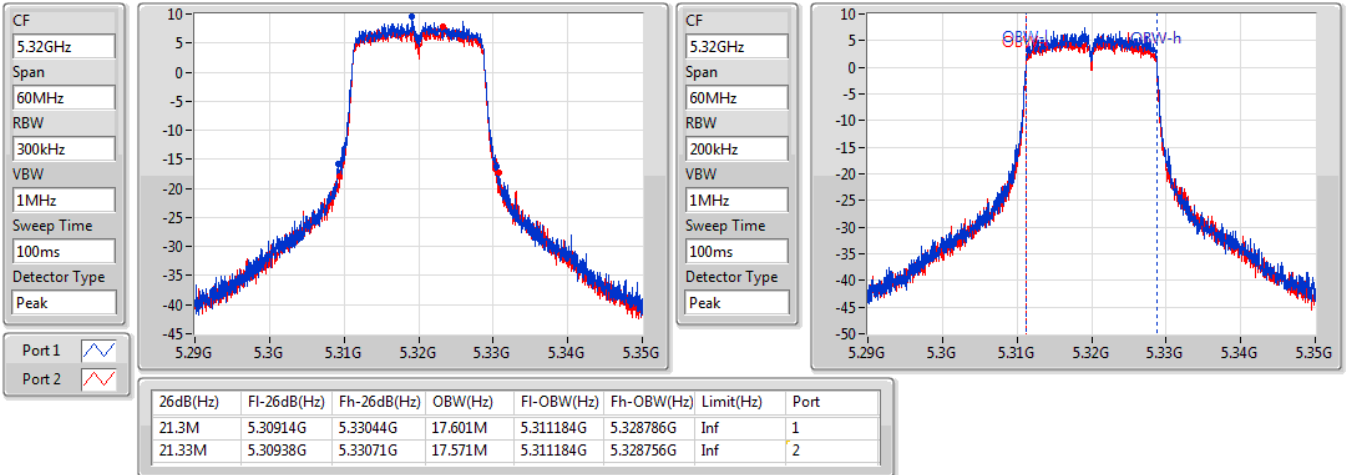 CF
5.32GHz
Span
60MHz
RBW
300kHz
VBW
1MHz
Sweep Time
100ms
Detector Type
Peak
Port 1
Port 2
10-
5-
0-
-5-
-10-
-15-
-20-
-25-
-30-
-35-
-40-
-45-
5.29G 5.3G 5.31G 5.32G 5.33G 5.34G 5.35G
CF
5.32GHz
Span
60MHz
RBW
200kHz
VBW
1MHz
Sweep Time
100ms
Detector Type
Peak
10-
5-
0-
-5-
-10-
-15-
-20-
-25-
-30-
-35-
-40-
-45-
-50-
OBW-l OBW-h
5.29G 5.3G 5.31G 5.32G 5.33G 5.34G 5.35G
26dB(Hz) Fl-26dB(Hz) Fh-26dB(Hz) OBW(Hz) Fl-OBW(Hz) Fh-OBW(Hz) Limit(Hz) Port
21.3M 5.30914G 5.33044G 17.601M 5.311184G 5.328786G Inf 1
21.33M 5.30938G 5.33071G 17.571M 5.311184G 5.328756G Inf 2